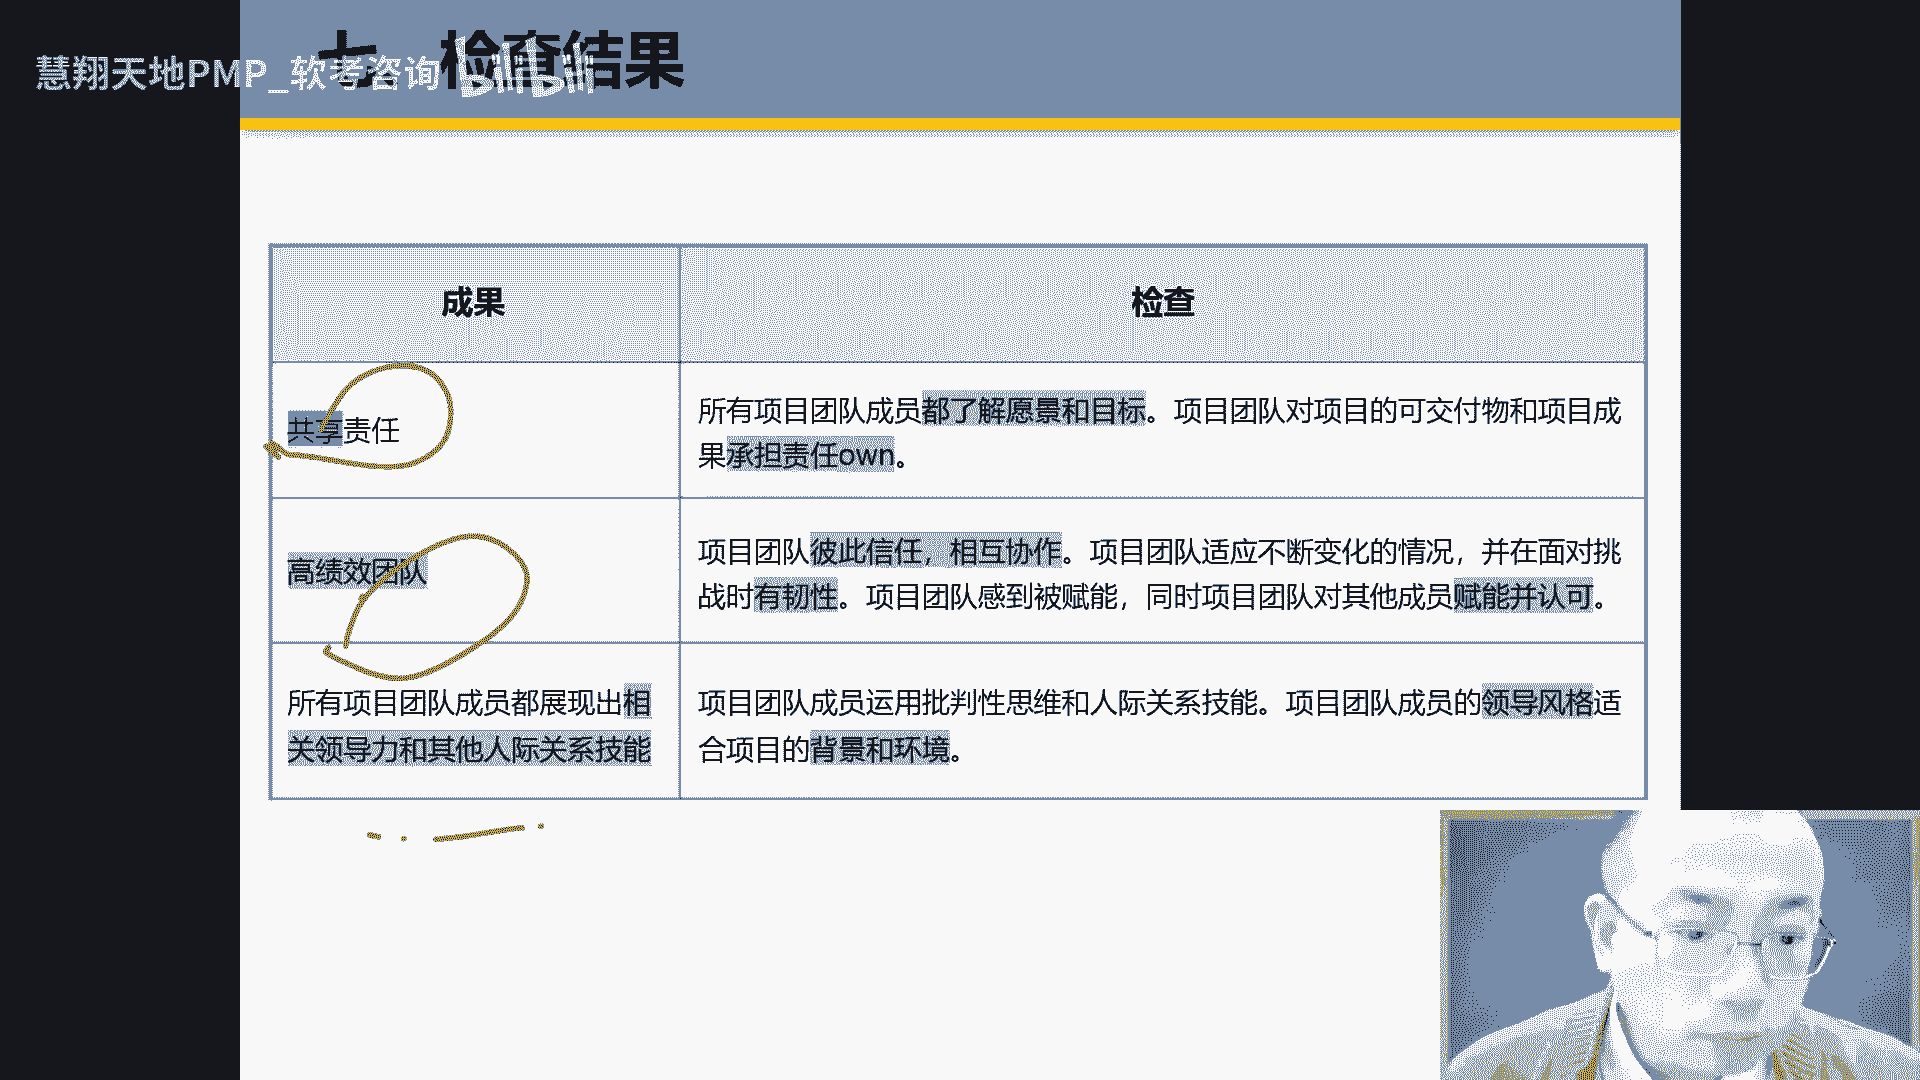 七、检查结果
慧翔天地PMP_软考咨询 bilibili
成果
检查
共享责任
所有项目团队成员都了解愿景和目标。项目团队对项目的可交付物和项目成
果承担责任own。
高绩效团队
项目团队彼此信任，相互协作。项目团队适应不断变化的情况，并在面对挑
战时有韧性。项目团队感到被赋能，同时项目团队对其他成员赋能并认可。
所有项目团队成员都展现出相
关领导力和其他人际关系技能
项目团队成员运用批判性思维和人际关系技能。项目团队成员的领导风格适
合项目的背景和环境。